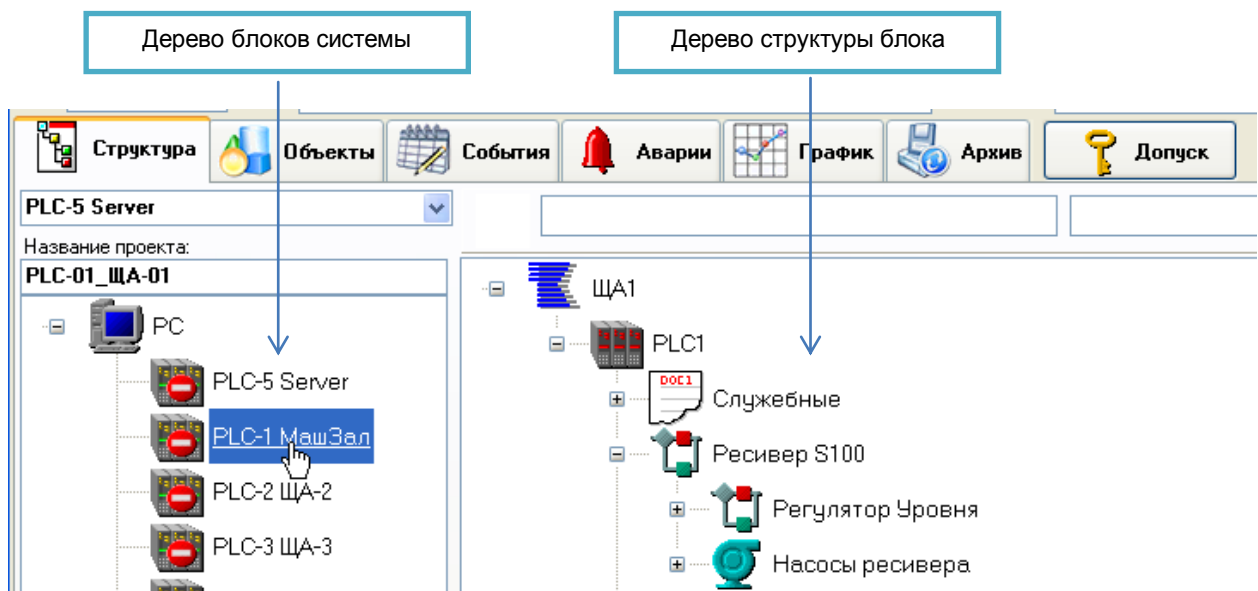 Дерево блоков системы
Дерево структуры блока
Структура
Объекты
События
Аварии
График
Архив
Допуск
PLC-5 Server
Название проекта:
PLC-01_ЩА-01
PC
PLC-5 Server
PLC-1 МашЗал
PLC-2 ЩА-2
PLC-3 ЩА-3
ЩА1
PLC1
DOC1
Служебные
Ресивер S100
Регулятор Уровня
Насосы ресивера